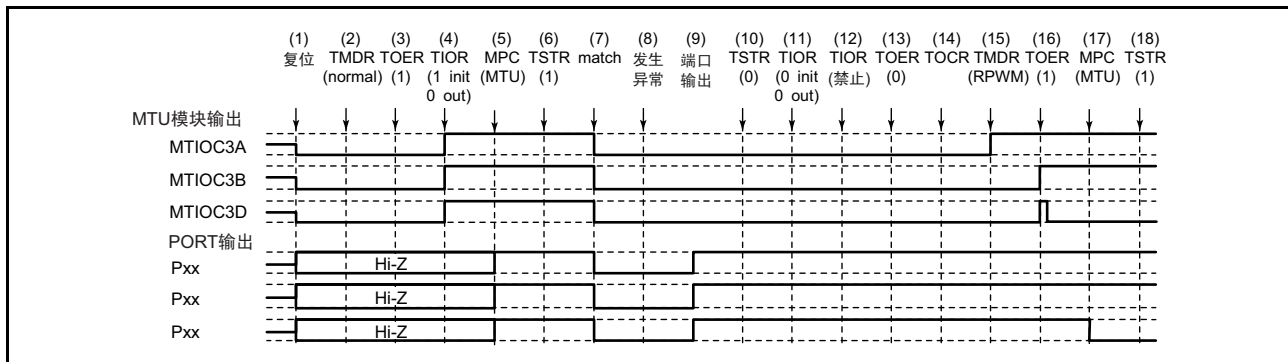 (1) (2) (3) (4) (5) (6) (7) (8) (9) (10) (11) (12) (13) (14) (15) (16) (17) (18)
复位 TMDR TOER TIOR MPC TSTR match 发生 端口 TSTR TIOR TIOR TOER TOCR TMDR TOER MPC TSTR
(normal) (1) (1 init (MTU) (1) 异常 输出 (0) (0 init (禁止) (0) (RPWM) (1) (MTU) (1)
0 out) 0 out)
MTU模块输出
MTIOC3A
MTIOC3B
MTIOC3D
PORT输出
Pxx Hi-Z
Pxx Hi-Z
Pxx Hi-Z